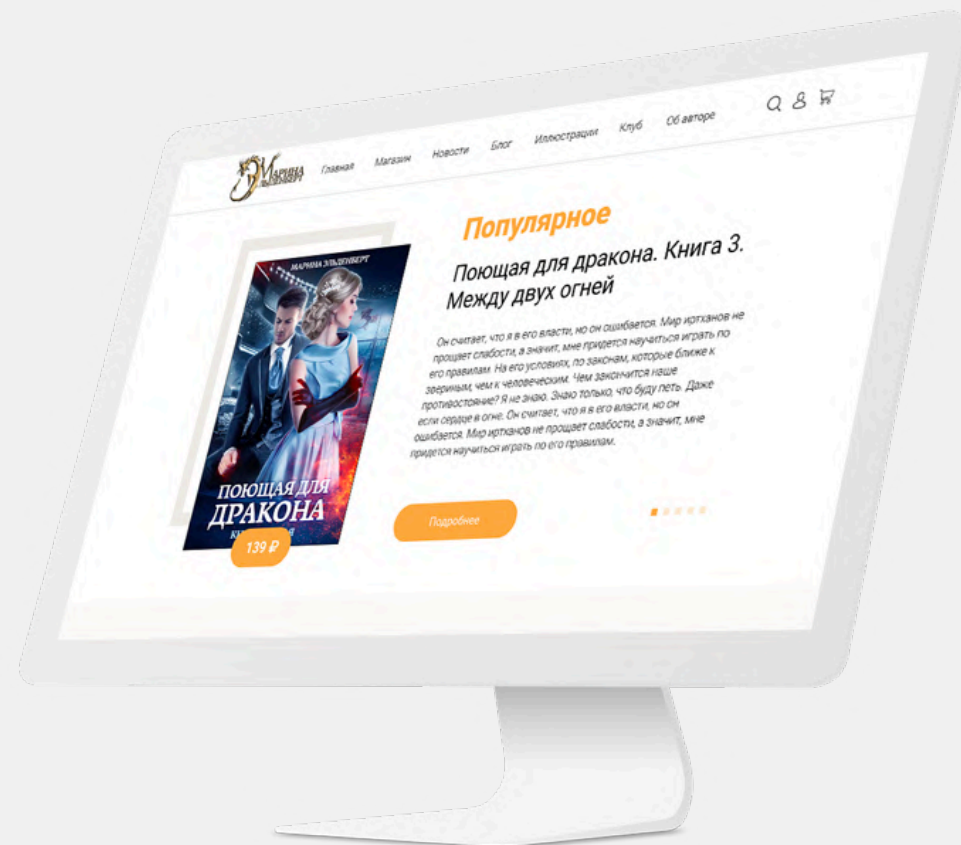 МАРИНА
ЭЛЬДЕНБЕРТ
Главная
Магазин
Новости
Блог
Иллюстрации
Клуб
Об авторе
МАРИНА ЭЛЬДЕНБЕРТ
ПОЮЩАЯ ДЛЯ
ДРАКОНА
139 ₽
Популярное
Поющая для дракона. Книга 3.
Между двух огней
Он считает, что я в его власти, но он ошибается. Мир иртханов не
прощает слабости, а значит, мне придется научиться играть по
его правилам. На его условиях, по законам, которые ближе к
звериным, чем к человеческим. Чем закончится наше
противостояние? Я не знаю. Знаю только, что буду петь. Даже
если сердце в огне. Он считает, что я в его власти, но он
ошибается. Мир иртханов не прощает слабости, а значит, мне
придется научиться играть по его правилам.
Подробнее